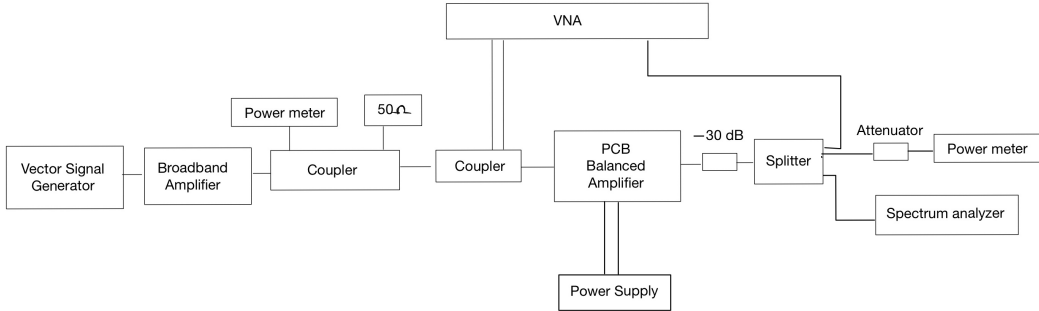 VNA
Power meter
50Ω
Vector Signal
Generator
Broadband
Amplifier
Coupler
Coupler
PCB
Balanced
Amplifier
—30 dB
Splitter
Attenuator
Power meter
Spectrum analyzer
Power Supply